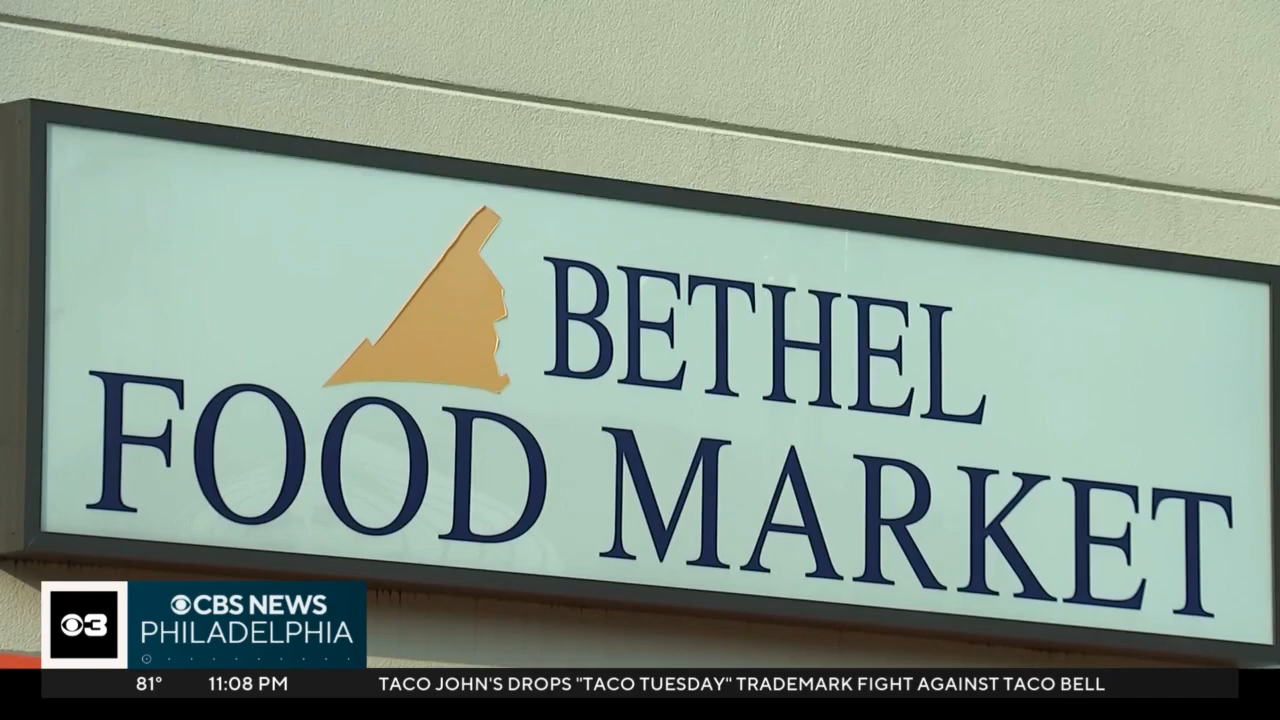 BETHEL
FOOD MARKET
3
CBS NEWS
PHILADELPHIA
81° 11:08 PM TACO JOHN'S DROPS "TACO TUESDAY" TRADEMARK FIGHT AGAINST TACO BELL